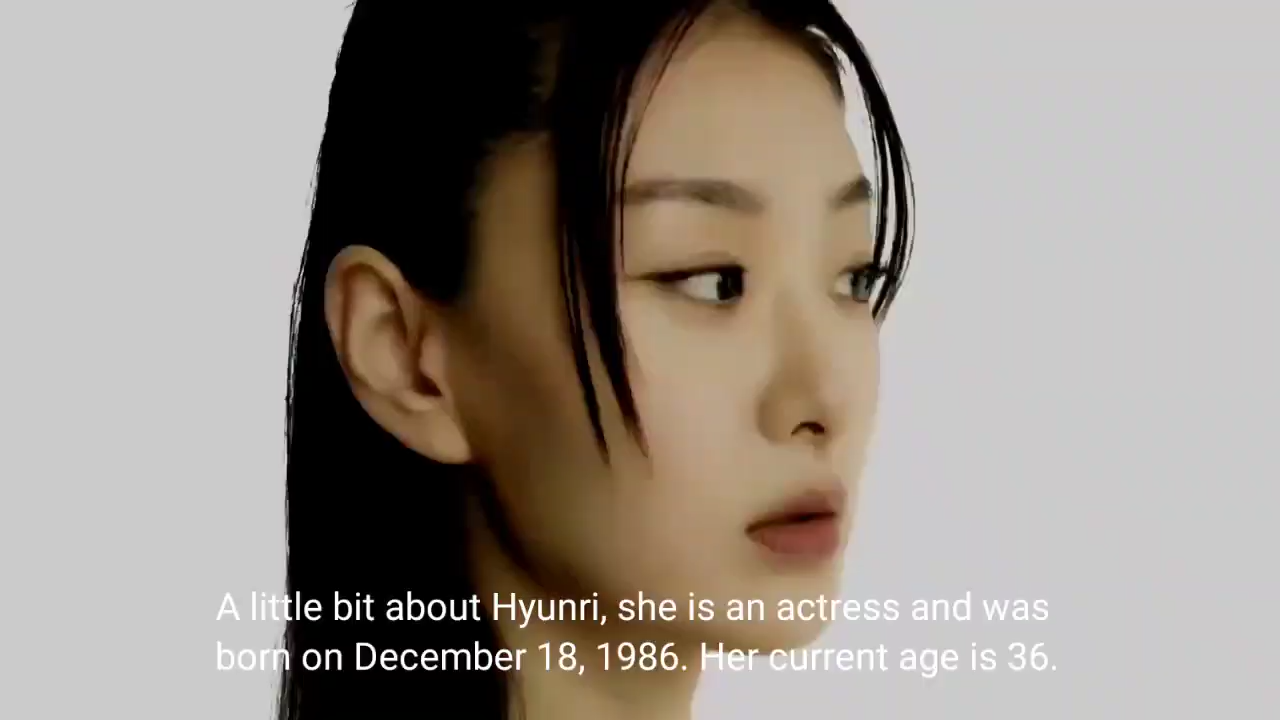 A little bit about Hyunri, she is an actress and was
born on December 18, 1986. Her current age is 36.